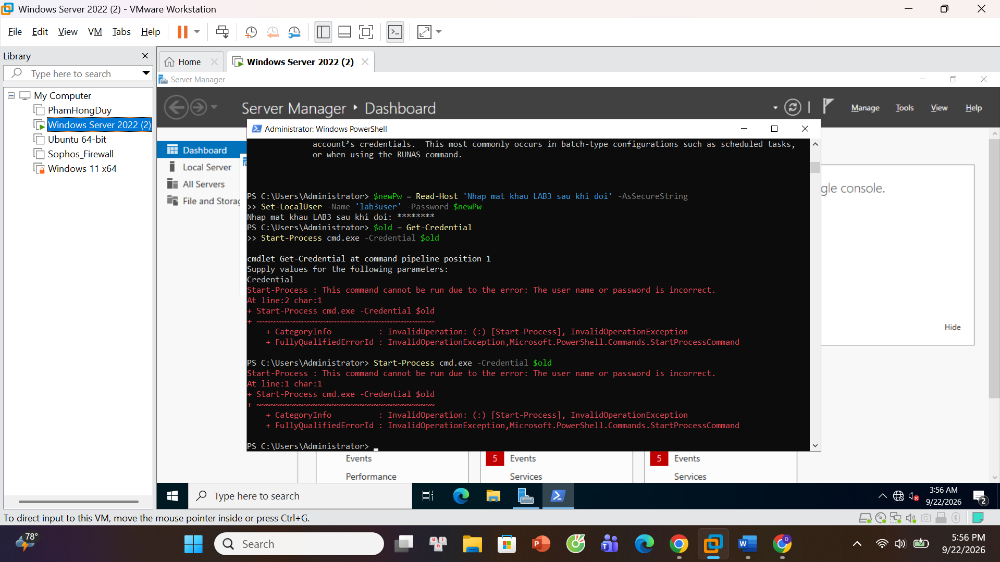 Windows Server 2022 (2) - VMware Workstation
File Edit View VM Tabs Help
Library
Type here to search
My Computer
PhamHongDuy
Windows Server 2022 (2)
Ubuntu 64-bit
Sophos_Firewall
Windows 11 x64
Home
Windows Server 2022 (2)
Server Manager
Server Manager Dashboard
Manage Tools View Help
Dashboard
Local Server
All Servers
File and Storag
gle console.
Hide
Administrator: Windows PowerShell
account's credentials.  This most commonly occurs in batch-type configurations such as scheduled tasks,
or when using the RUNAS command.
PS C:\Users\Administrator> $newPw = Read-Host 'Nhap mat khau LAB3 sau khi doi' -AsSecureString
>> Set-LocalUser -Name 'lab3user' -Password $newPw
Nhap mat khau LAB3 sau khi doi: ********
PS C:\Users\Administrator> $old = Get-Credential
>> Start-Process cmd.exe -Credential $old
cmdlet Get-Credential at command pipeline position 1
Supply values for the following parameters:
Credential
Start-Process : This command cannot be run due to the error: The user name or password is incorrect.
At line:2 char:1
+ Start-Process cmd.exe -Credential $old
+ ~~~~~~~~~~~~~~~~~~~~~~~~~~~~~~~~~~~~~~
+ CategoryInfo          : InvalidOperation: (:) [Start-Process], InvalidOperationException
+ FullyQualifiedErrorId : InvalidOperationException,Microsoft.PowerShell.Commands.StartProcessCommand
PS C:\Users\Administrator> Start-Process cmd.exe -Credential $old
Start-Process : This command cannot be run due to the error: The user name or password is incorrect.
At line:1 char:1
+ Start-Process cmd.exe -Credential $old
+ ~~~~~~~~~~~~~~~~~~~~~~~~~~~~~~~~~~~~~~
+ CategoryInfo          : InvalidOperation: (:) [Start-Process], InvalidOperationException
+ FullyQualifiedErrorId : InvalidOperationException,Microsoft.PowerShell.Commands.StartProcessCommand
PS C:\Users\Administrator>
Events 5 Events 5 Events
Performance Services Services
Type here to search
3:56 AM
9/22/2026
2
To direct input to this VM, move the mouse pointer inside or press Ctrl+G.
78°
Search
5:56 PM
9/22/2026